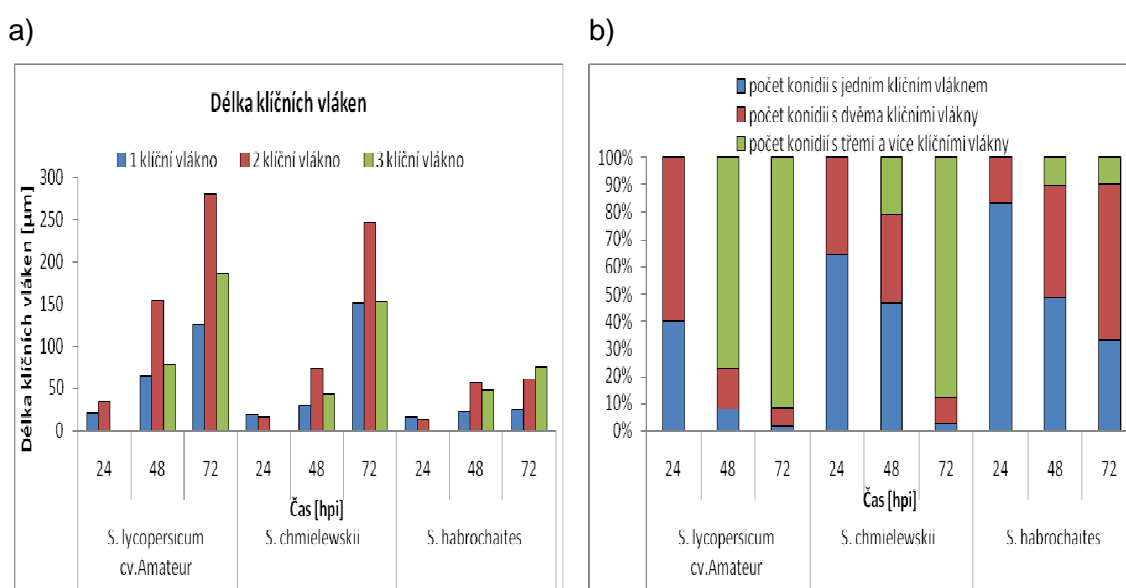 a)
b)
Délka klíčních vláken
1 klíční vlákno 2 klíční vlákno 3 klíční vlákno
Délka klíčních vláken [µm]
300
250
200
150
100
50
0
24 48 72 24 48 72 24 48 72
Čas [hpi]
S. lycopersicum S. chmielewskii S. habrochaites
cv.Amateur
počet konidií s jedním klíčním vláknem
počet konidií s dvěma klíčními vlákny
počet konidií s třemi a více klíčními vlákny
100%
90%
80%
70%
60%
50%
40%
30%
20%
10%
0%
24 48 72 24 48 72 24 48 72
Čas [hpi]
S. lycopersicum S. chmielewskii S. habrochaites
cv.Amateur